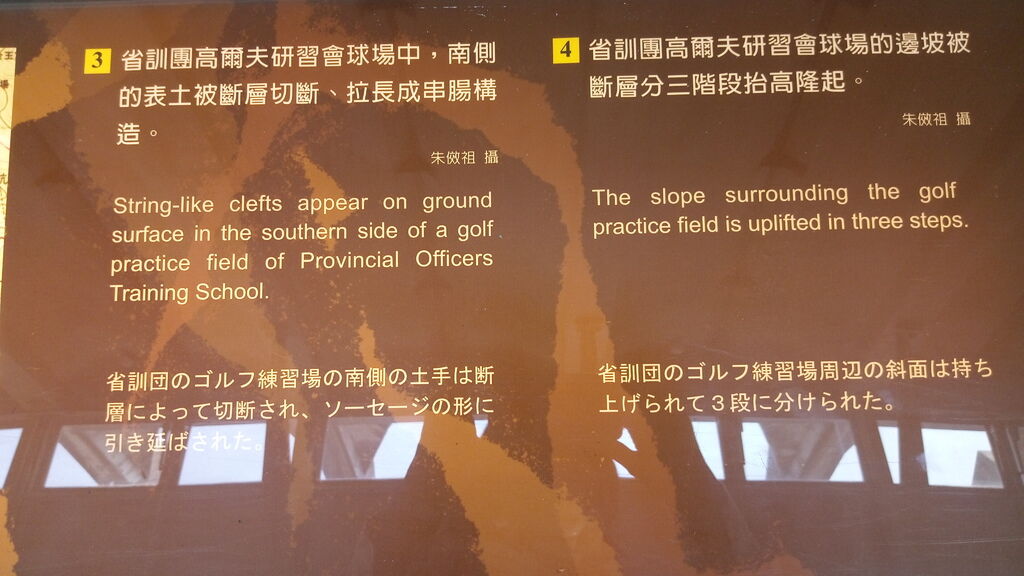 3 省訓團高爾夫研習會球場中，南側
的表土被斷層切斷、拉長成串腸構
造。
朱傚祖 攝
String-like clefts appear on ground
surface in the southern side of a golf
practice field of Provincial Officers
Training School.
省訓団のゴルフ練習場の南側の土手は断
層によって切断され、ソーセージの形に
引き延ばされた。
4 省訓團高爾夫研習會球場的邊坡被
斷層分三階段抬高隆起。
朱傚祖 攝
The slope surrounding the golf
practice field is uplifted in three steps.
省訓団のゴルフ練習場周辺の斜面は持ち
上げられて３段に分けられた。